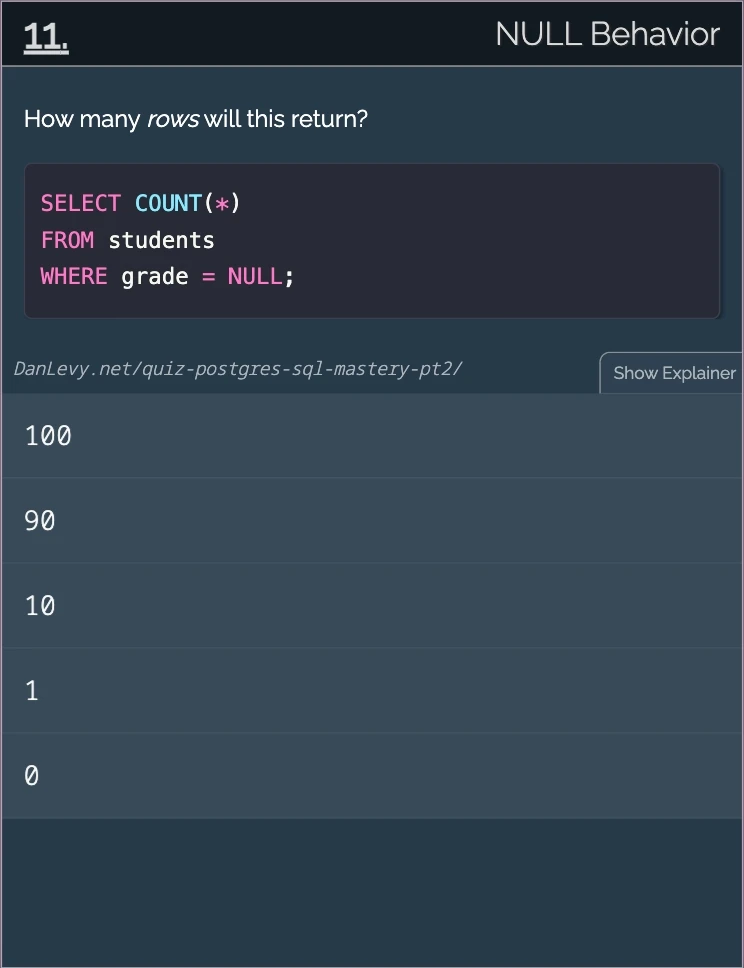 11.
NULL Behavior
How many rows will this return?
SELECT COUNT(*)
FROM students
WHERE grade = NULL;
DanLevy.net/quiz-postgres-sql-mastery-pt2/
Show Explainer
100
90
10
1
0